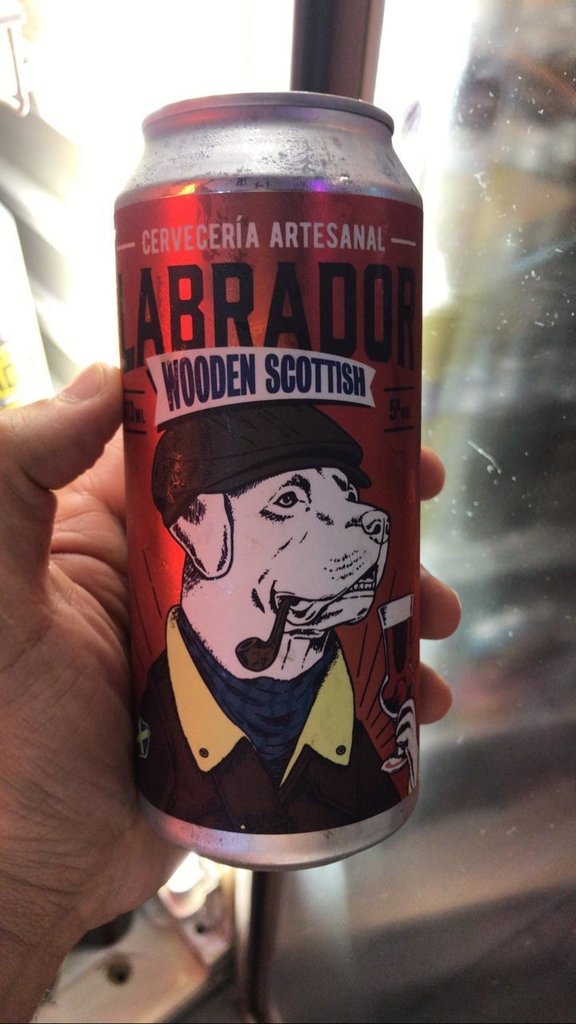 CERVECERÍA ARTESANAL
LABRADOR
WOODEN SCOTTISH